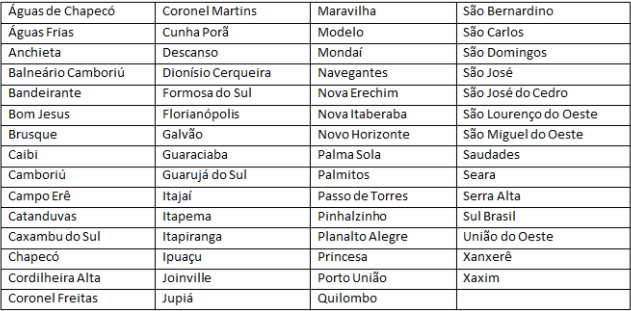 Águas de Chapecó Coronel Martins Maravilha São Bernardino
Águas Frias Cunha Porã Modelo São Carlos
Anchieta Descanso Mondaí São Domingos
Balneário Camboriú Dionísio Cerqueira Navegantes São José
Bandeirante Formosa do Sul Nova Erechim São José do Cedro
Bom Jesus Florianópolis Nova Itaberaba São Lourenço do Oeste
Brusque Galvão Novo Horizonte São Miguel do Oeste
Caibi Guaraciaba Palma Sola Saudades
Camboriú Guarujá do Sul Palmitos Seara
Campo Erê Itajaí Passo de Torres Serra Alta
Catanduvas Itapema Pinhalzinho Sul Brasil
Caxambu do Sul Itapiranga Planalto Alegre União do Oeste
Chapecó Ipuaçu Princesa Xanxerê
Cordilheira Alta Joinville Porto União Xaxim
Coronel Freitas Jupiá Quilombo